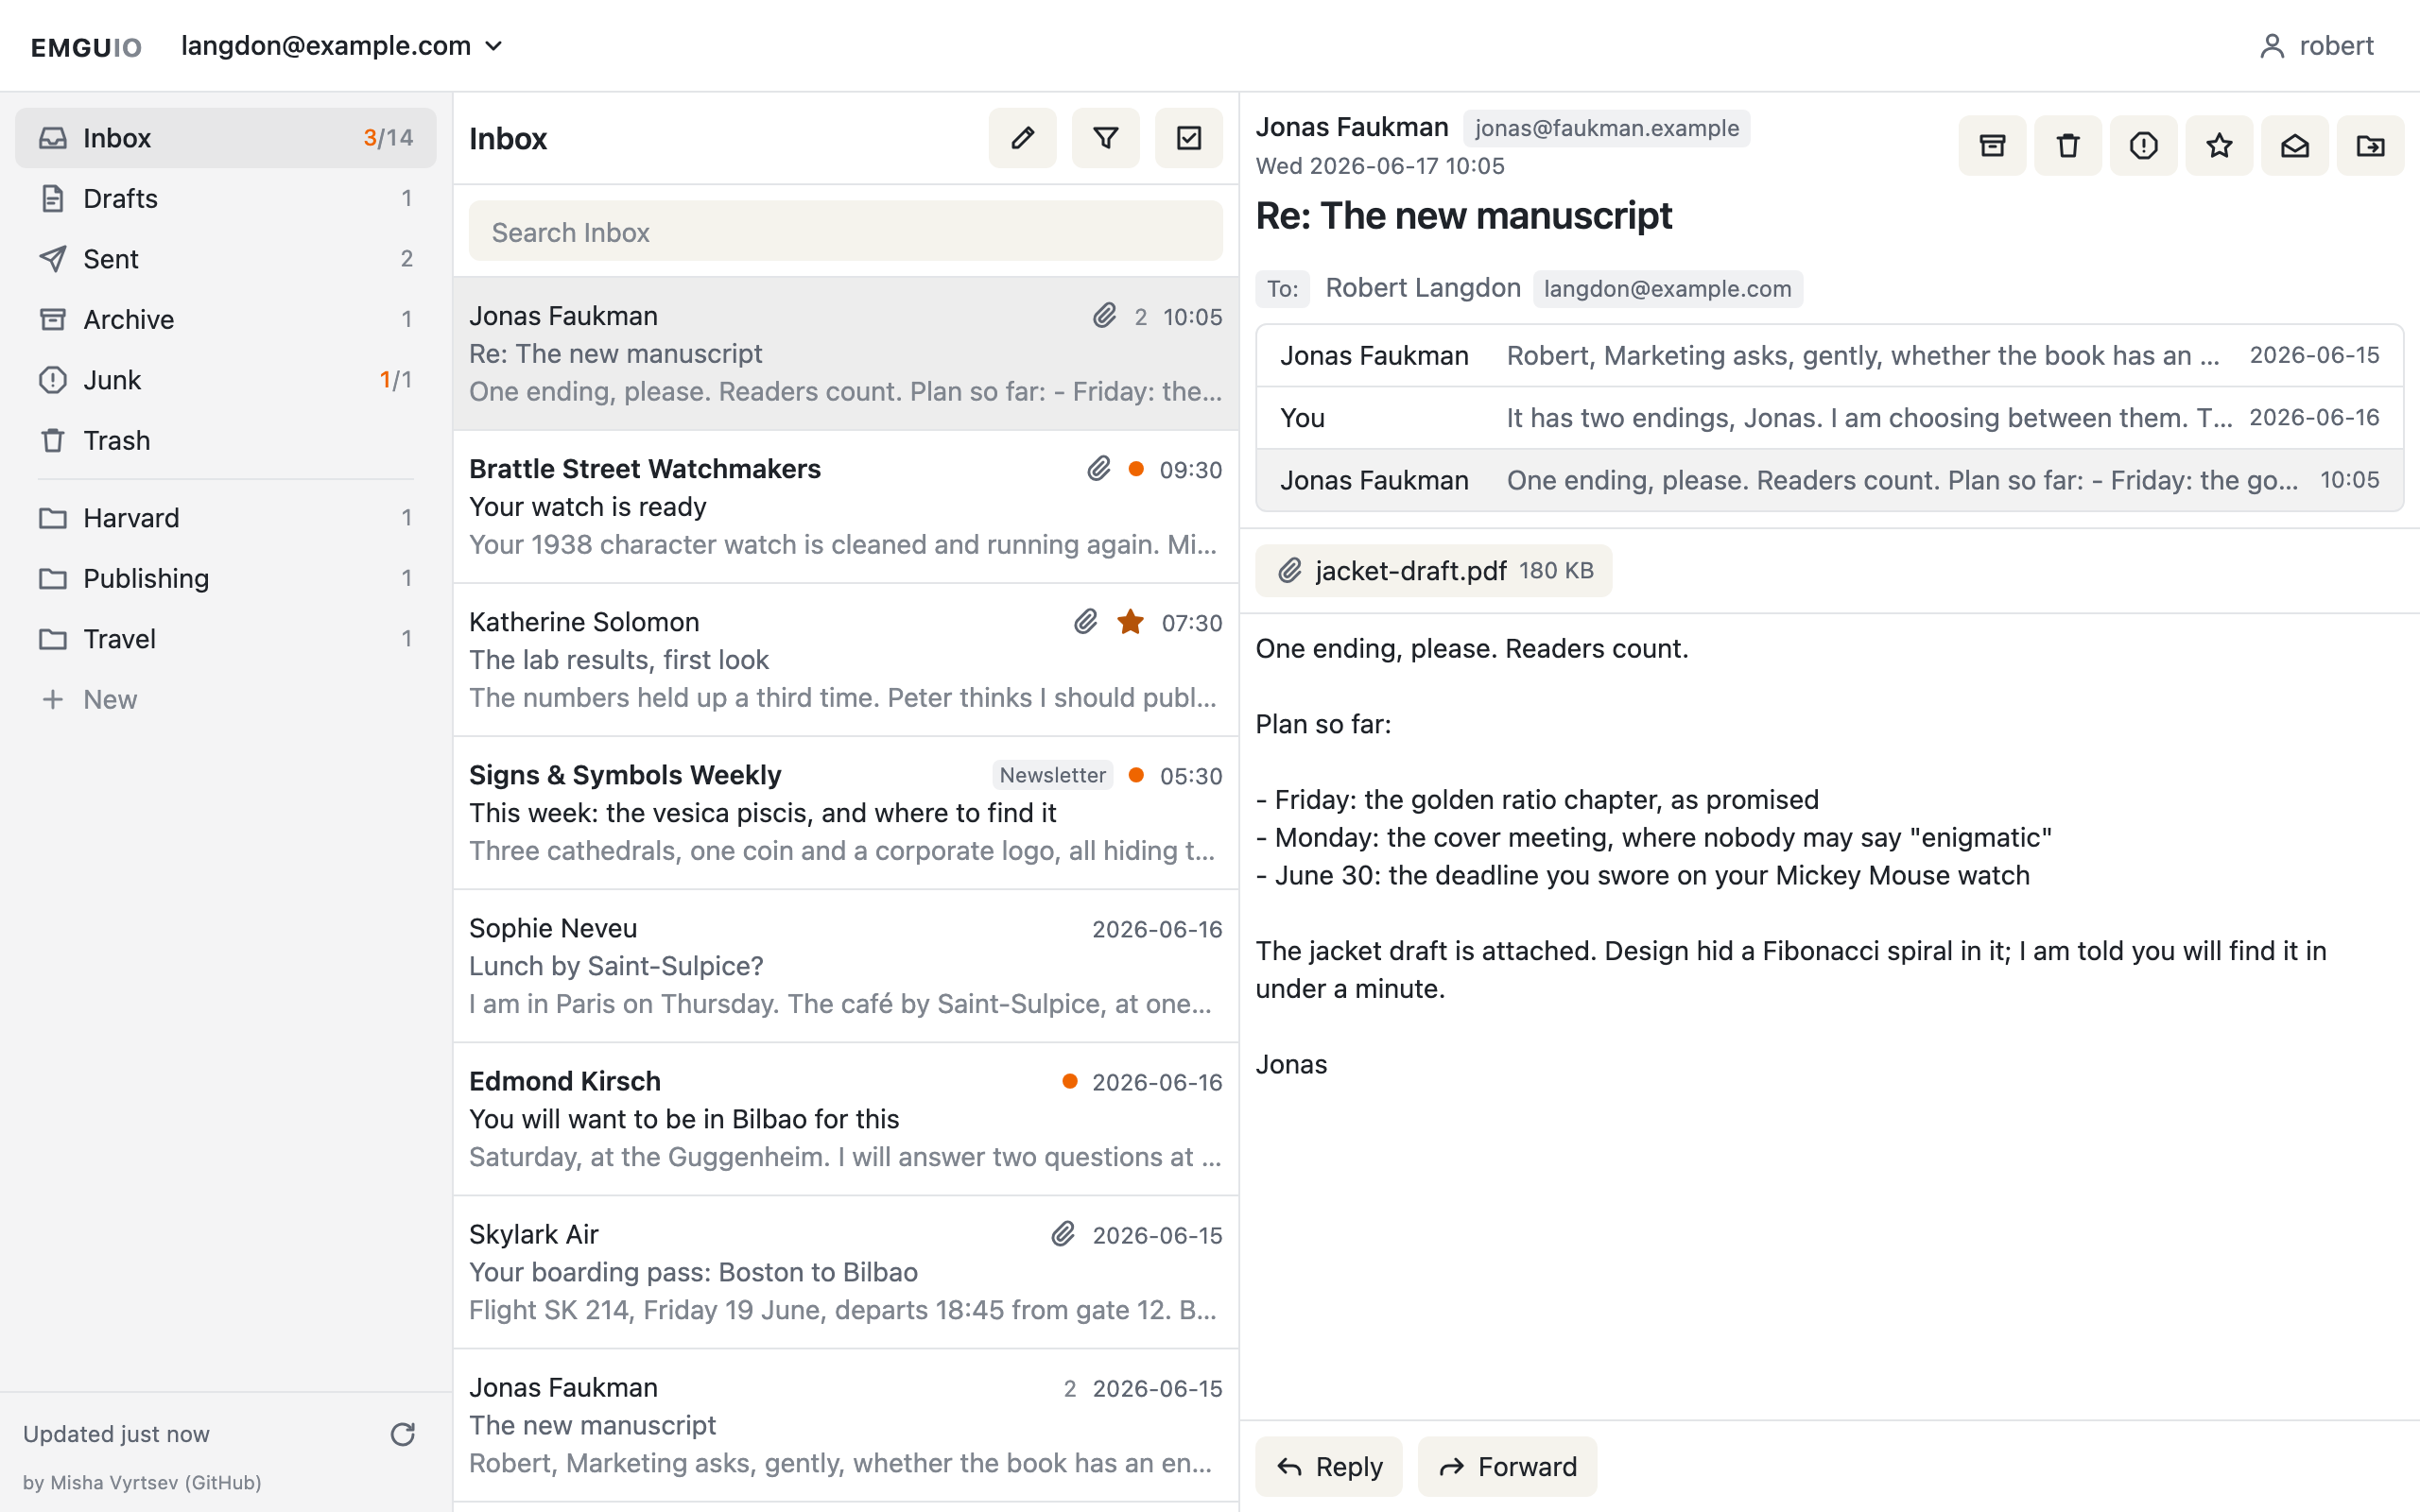 EMGUIO
langdon@example.com
robert
Inbox 3/14
Drafts 1
Sent 2
Archive 1
Junk 1/1
Trash
Harvard 1
Publishing 1
Travel 1
New
Updated just now
by Misha Vyrtsev (GitHub)
Inbox
Search Inbox
Jonas Faukman 2 10:05
Re: The new manuscript
One ending, please. Readers count. Plan so far: - Friday: the...
Brattle Street Watchmakers 09:30
Your watch is ready
Your 1938 character watch is cleaned and running again. Mi...
Katherine Solomon 07:30
The lab results, first look
The numbers held up a third time. Peter thinks I should publ...
Signs & Symbols Weekly Newsletter 05:30
This week: the vesica piscis, and where to find it
Three cathedrals, one coin and a corporate logo, all hiding t...
Sophie Neveu 2026-06-16
Lunch by Saint-Sulpice?
I am in Paris on Thursday. The café by Saint-Sulpice, at one...
Edmond Kirsch 2026-06-16
You will want to be in Bilbao for this
Saturday, at the Guggenheim. I will answer two questions at ...
Skylark Air 2026-06-15
Your boarding pass: Boston to Bilbao
Flight SK 214, Friday 19 June, departs 18:45 from gate 12. B...
Jonas Faukman 2 2026-06-15
The new manuscript
Robert, Marketing asks, gently, whether the book has an en...
Jonas Faukman jonas@faukman.example
Wed 2026-06-17 10:05
Re: The new manuscript
To: Robert Langdon langdon@example.com
Jonas Faukman Robert, Marketing asks, gently, whether the book has an ... 2026-06-15
You It has two endings, Jonas. I am choosing between them. T... 2026-06-16
Jonas Faukman One ending, please. Readers count. Plan so far: - Friday: the go... 10:05
jacket-draft.pdf 180 KB
One ending, please. Readers count.
Plan so far:
- Friday: the golden ratio chapter, as promised
- Monday: the cover meeting, where nobody may say "enigmatic"
- June 30: the deadline you swore on your Mickey Mouse watch
The jacket draft is attached. Design hid a Fibonacci spiral in it; I am told you will find it in
under a minute.
Jonas
Reply
Forward